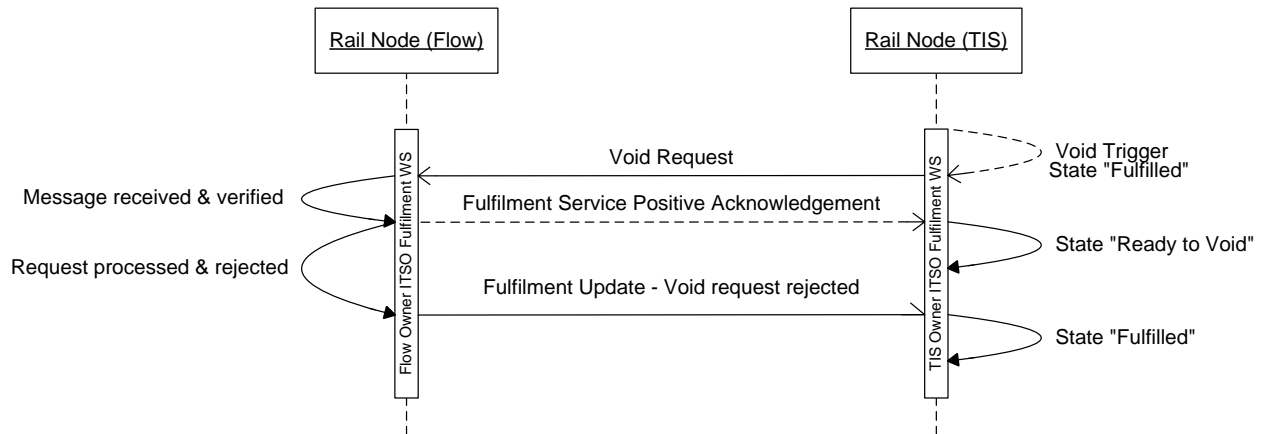 Rail Node (Flow)
Rail Node (TIS)
Flow Owner ITSO Fulfilment WS
TIS Owner ITSO Fulfilment WS
Void Trigger
State "Fulfilled"
Void Request
Message received & verified
Fulfilment Service Positive Acknowledgement
State "Ready to Void"
Request processed & rejected
Fulfilment Update - Void request rejected
State "Fulfilled"